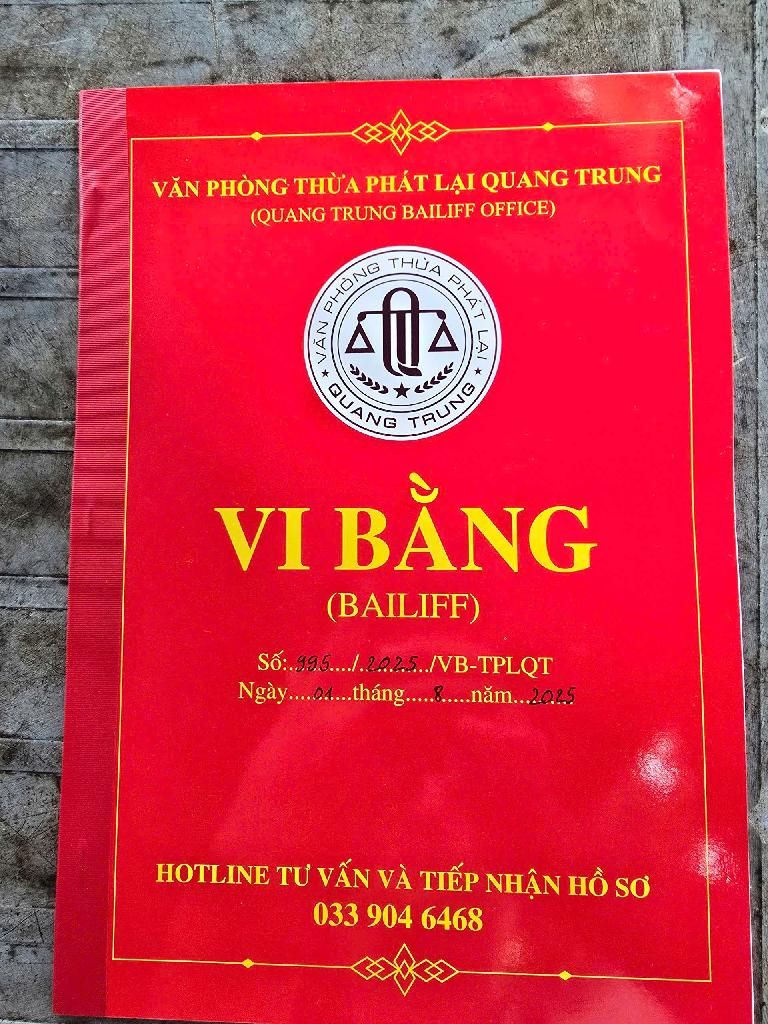 VĂN PHÒNG THỪA PHÁT LẠI QUANG TRUNG
(QUANG TRUNG BAILIFF OFFICE)
VĂN PHÒNG THỪA PHÁT LẠI
QUANG TRUNG
VI BẰNG
(BAILIFF)
Số:..995..../.2025../VB-TPLQT
Ngày....01....tháng.....8.....năm...2025
HOTLINE TƯ VẤN VÀ TIẾP NHẬN HỒ SƠ
033 904 6468